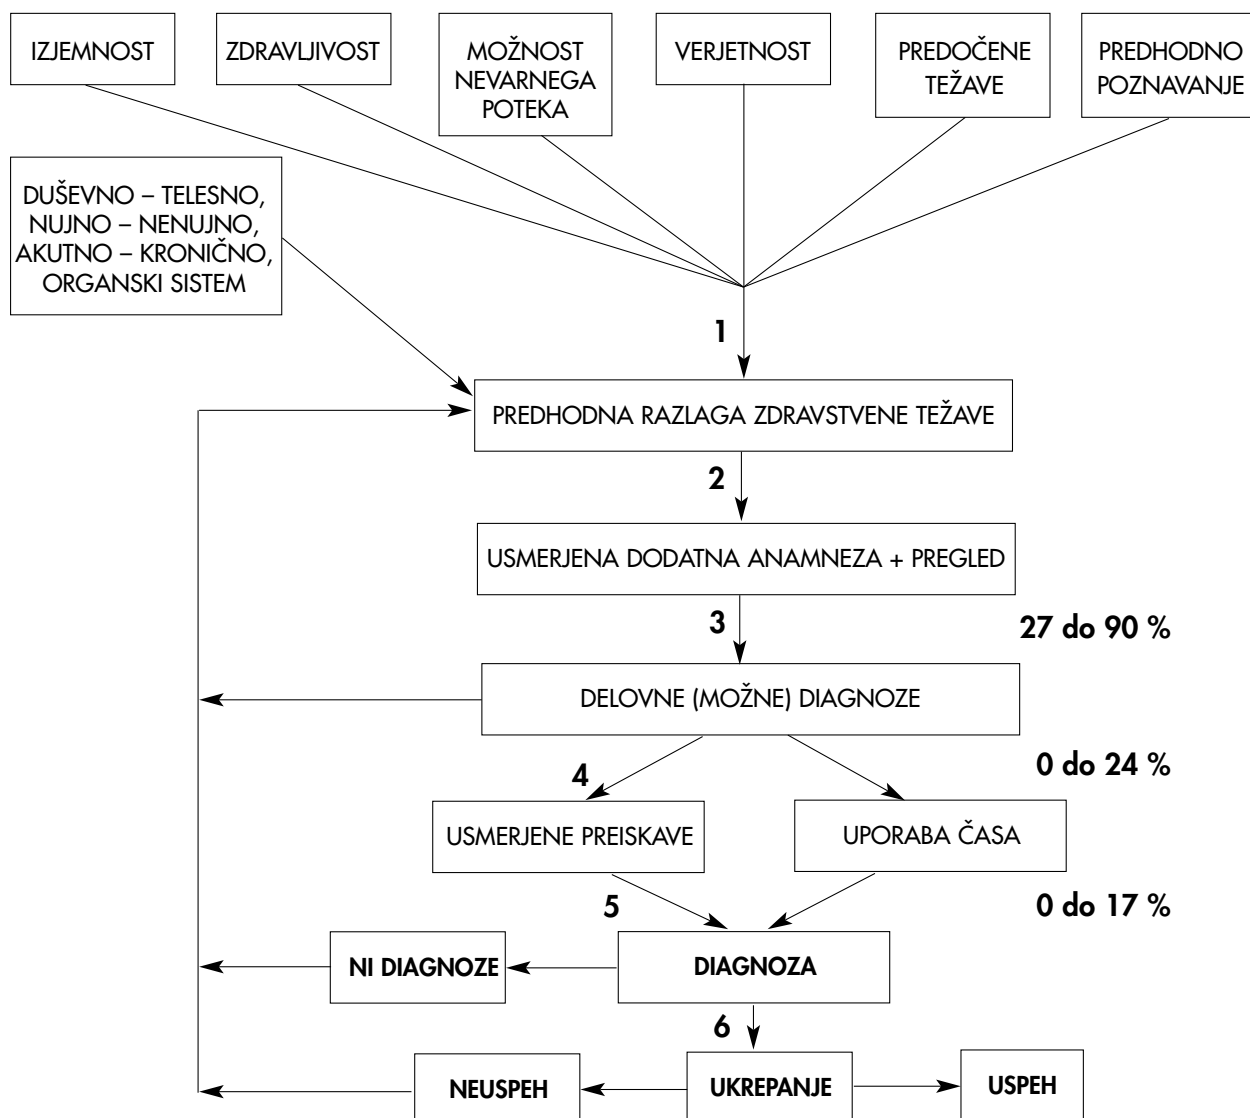 IZJEMNOST
ZDRAVLJIVOST
MOŽNOST
NEVARNEGA
POTEKA
VERJETNOST
PREDOČENE
TEŽAVE
PREDHODNO
POZNAVANJE
DUŠEVNO – TELESNO,
NUJNO – NENUJNO,
AKUTNO – KRONIČNO,
ORGANSKI SISTEM
1
PREDHODNA RAZLAGA ZDRAVSTVENE TEŽAVE
2
USMERJENA DODATNA ANAMNEZA + PREGLED
3
27 do 90 %
DELOVNE (MOŽNE) DIAGNOZE
4
0 do 24 %
USMERJENE PREISKAVE
UPORABA ČASA
5
0 do 17 %
NI DIAGNOZE
DIAGNOZA
6
NEUSPEH
UKREPANJE
USPEH